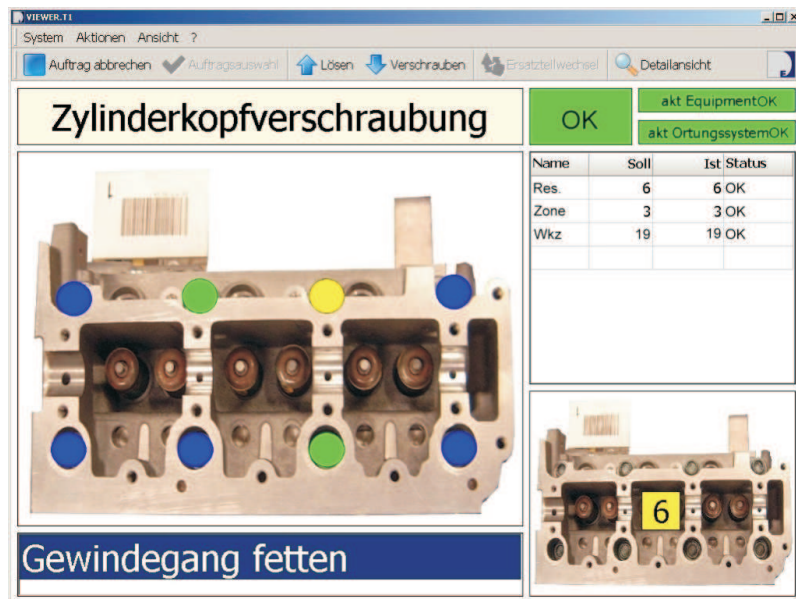 VIEWER.T1
System Aktionen Ansicht ?
Auftrag abbrechen Auftragsauswahl Lösen Verschrauben Ersatzteilwechsel Detailansicht
Zylinderkopfverschraubung
OK
akt EquipmentOK
akt OrtungssystemOK
Name Soll Ist Status
Res. 6 6 OK
Zone 3 3 OK
Wkz 19 19 OK
6
Gewindegang fetten